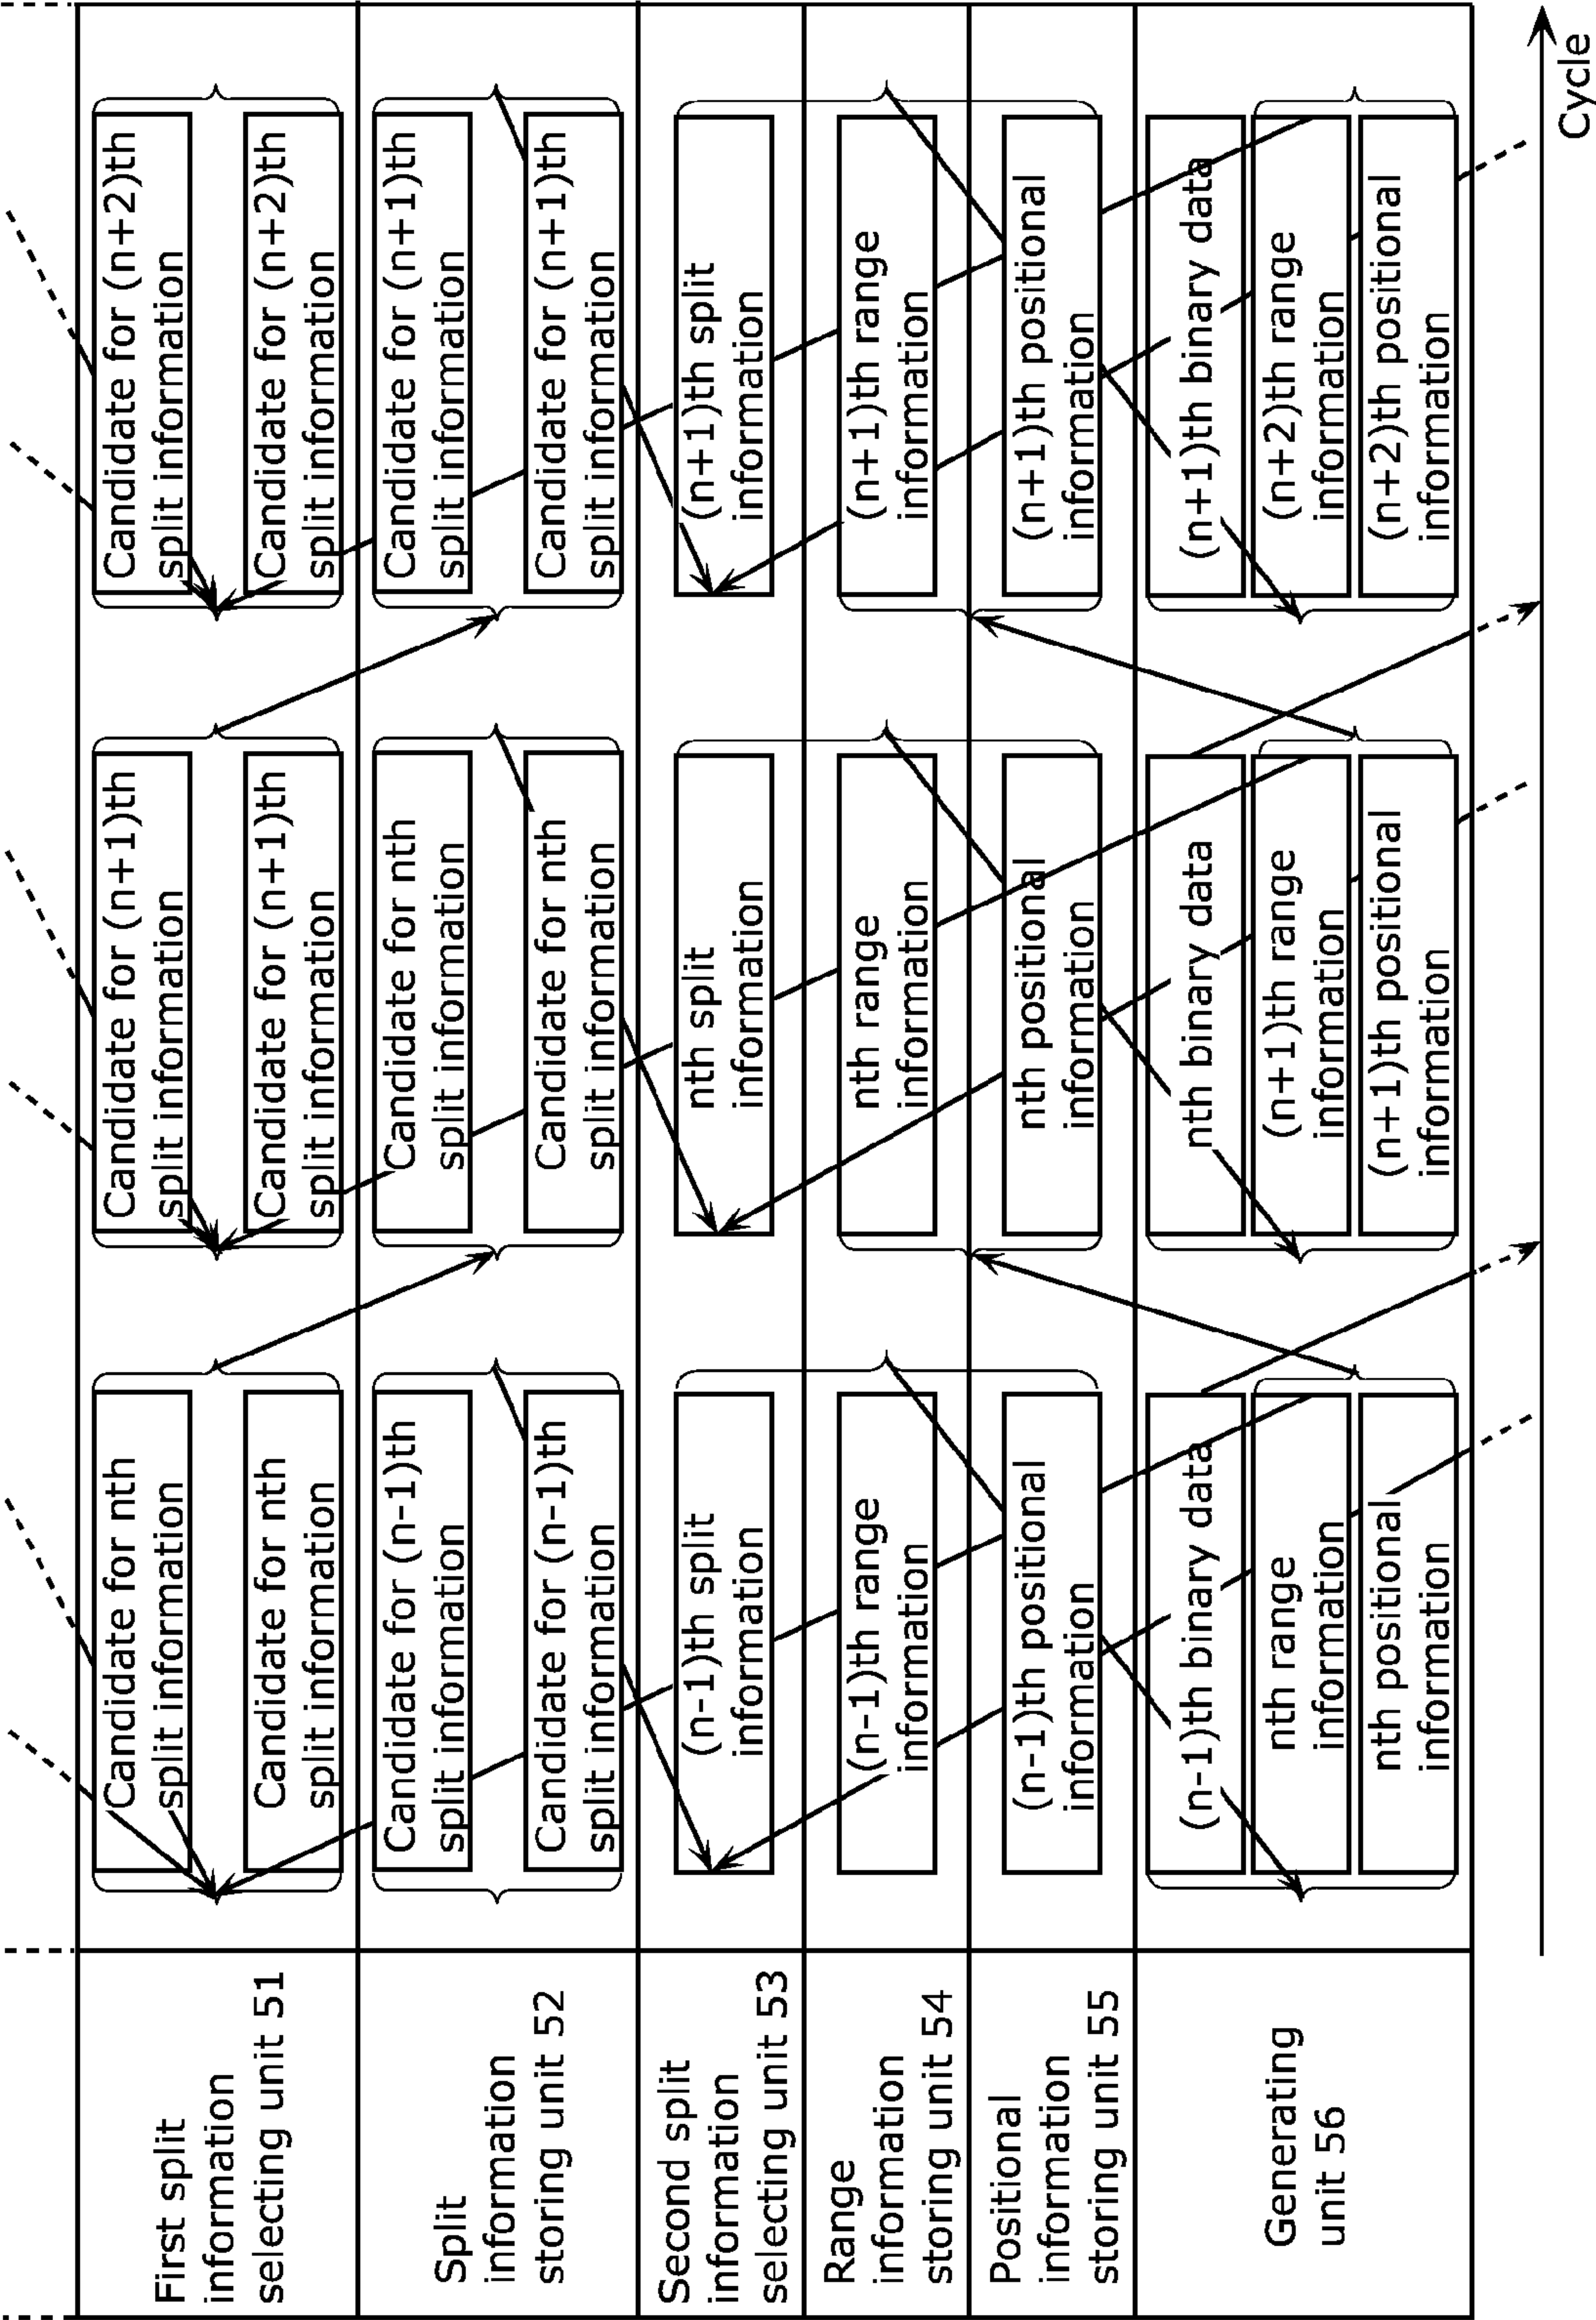 First split
information
selecting unit 51
Candidate for nth
split information
Candidate for nth
split information
Candidate for (n+1)th
split information
Candidate for (n+1)th
split information
Candidate for (n+2)th
split information
Candidate for (n+2)th
split information
Split
information
storing unit 52
Candidate for (n-1)th
split information
Candidate for (n-1)th
split information
Candidate for nth
split information
Candidate for nth
split information
Candidate for (n+1)th
split information
Candidate for (n+1)th
split information
Second split
information
selecting unit 53
(n-1)th split
information
nth split
information
(n+1)th split
information
Range
information
storing unit 54
(n-1)th range
information
nth range
information
(n+1)th range
information
Positional
information
storing unit 55
(n-1)th positional
information
nth positional
information
(n+1)th positional
information
Generating
unit 56
(n-1)th binary data
nth range
information
nth positional
information
nth binary data
(n+1)th range
information
(n+1)th positional
information
(n+1)th binary data
(n+2)th range
information
(n+2)th positional
information
Cycle